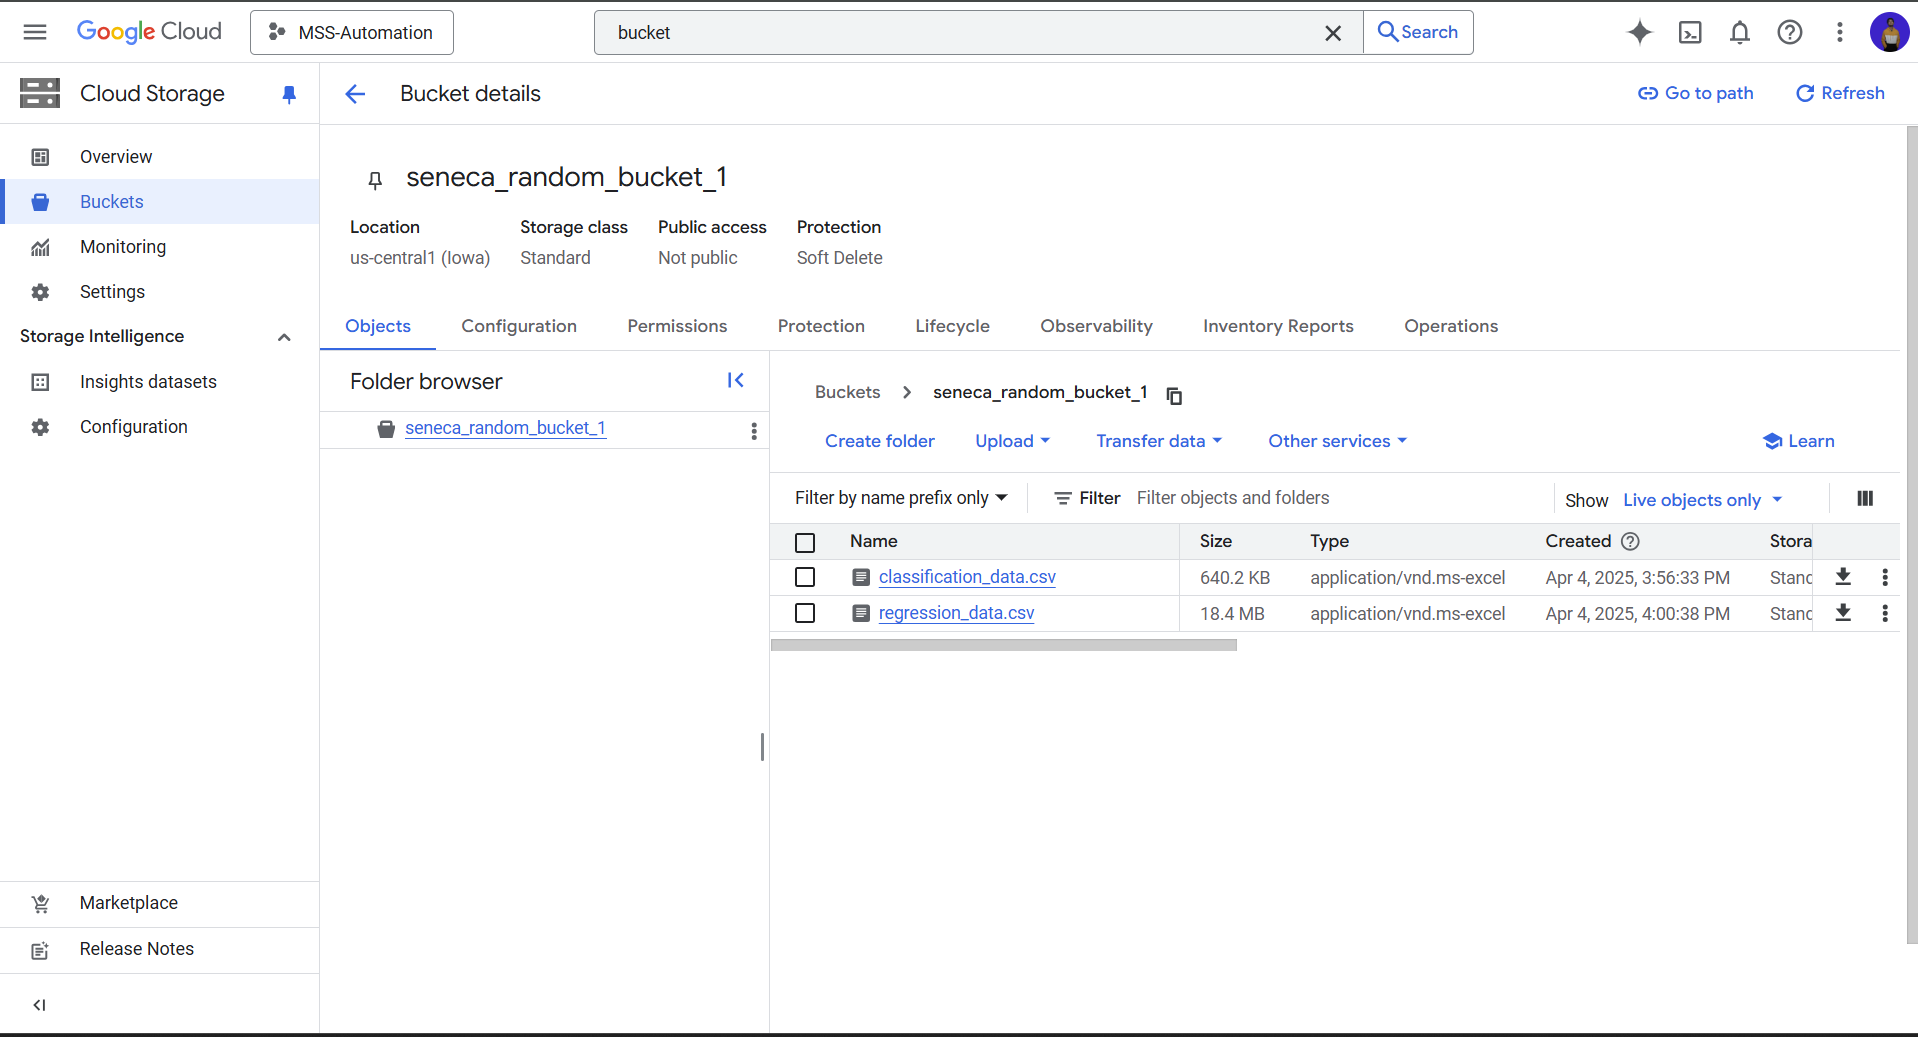 Google Cloud
MSS-Automation
bucket
Search
Cloud Storage
Bucket details
Go to path
Refresh
Overview
Buckets
Monitoring
Settings
Storage Intelligence
Insights datasets
Configuration
Marketplace
Release Notes
seneca_random_bucket_1
Location
Storage class
Public access
Protection
us-central1 (Iowa)
Standard
Not public
Soft Delete
Objects
Configuration
Permissions
Protection
Lifecycle
Observability
Inventory Reports
Operations
Folder browser
seneca_random_bucket_1
Buckets
seneca_random_bucket_1
Create folder
Upload
Transfer data
Other services
Learn
Filter by name prefix only
Filter
Filter objects and folders
Show
Live objects only
Name Size Type Created Stora
classification_data.csv 640.2 KB application/vnd.ms-excel Apr 4, 2025, 3:56:33 PM Stand
regression_data.csv 18.4 MB application/vnd.ms-excel Apr 4, 2025, 4:00:38 PM Stand